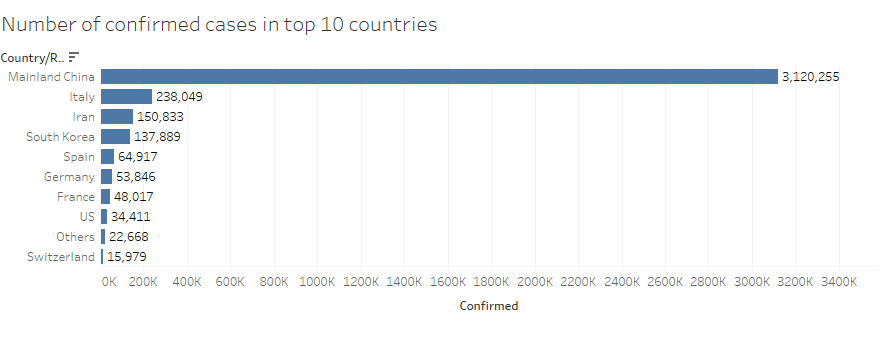 Number of confirmed cases in top 10 countries
Country/R..
Mainland China 3,120,255
Italy 238,049
Iran 150,833
South Korea 137,889
Spain 64,917
Germany 53,846
France 48,017
US 34,411
Others 22,668
Switzerland 15,979
0K 200K 400K 600K 800K 1000K 1200K 1400K 1600K 1800K 2000K 2200K 2400K 2600K 2800K 3000K 3200K 3400K
Confirmed